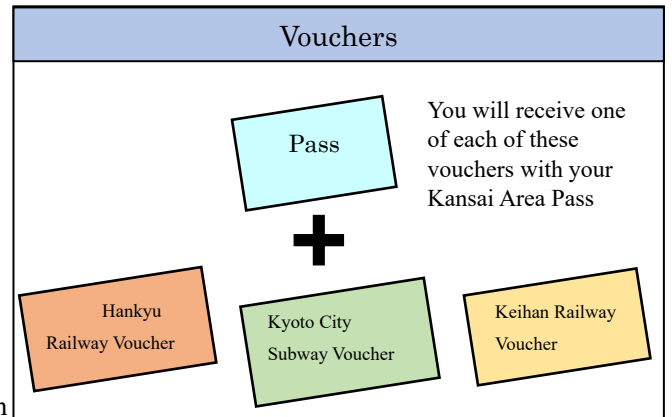 Vouchers
Pass
You will receive one
of each of these
vouchers with your
Kansai Area Pass
Hankyu
Railway Voucher
Kyoto City
Subway Voucher
Keihan Railway
Voucher